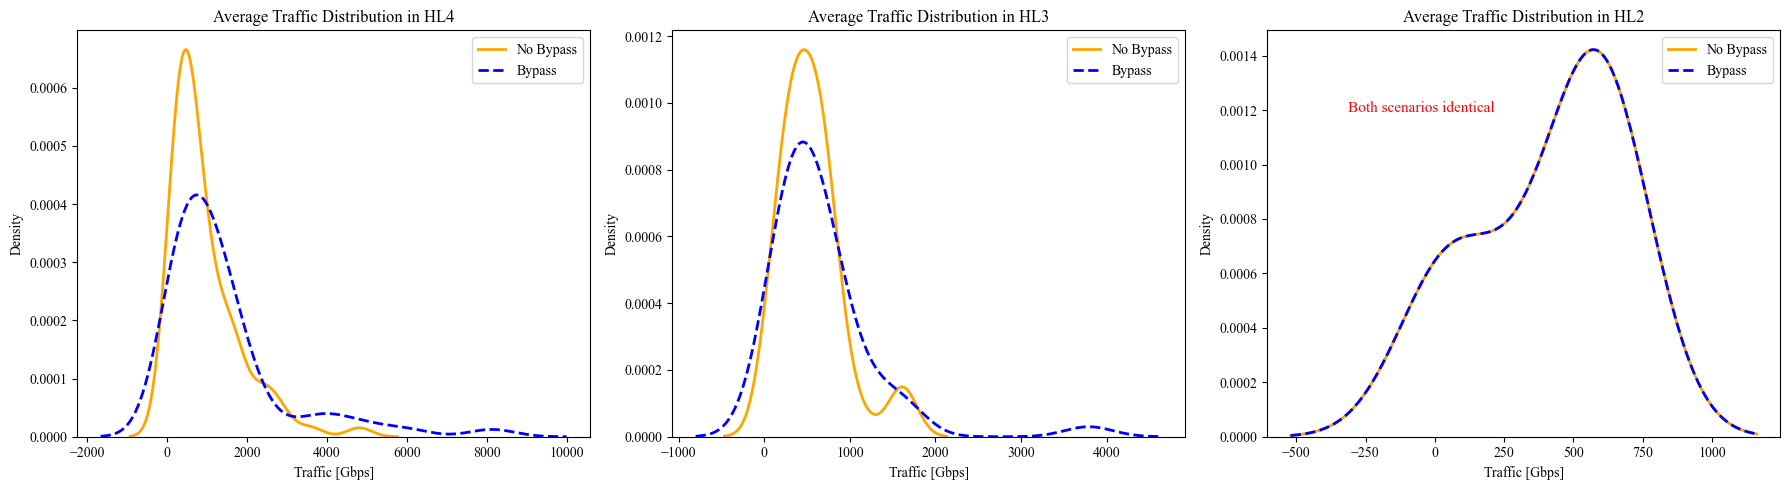 Average Traffic Distribution in HL4
No Bypass
Bypass
0.0006
0.0005
0.0004
0.0003
0.0002
0.0001
0.0000
Density
−2000 0 2000 4000 6000 8000 10000
Traffic [Gbps]
Average Traffic Distribution in HL3
No Bypass
Bypass
0.0012
0.0010
0.0008
0.0006
0.0004
0.0002
0.0000
Density
−1000 0 1000 2000 3000 4000
Traffic [Gbps]
Average Traffic Distribution in HL2
No Bypass
Bypass
Both scenarios identical
0.0014
0.0012
0.0010
0.0008
0.0006
0.0004
0.0002
0.0000
Density
−500 −250 0 250 500 750 1000
Traffic [Gbps]